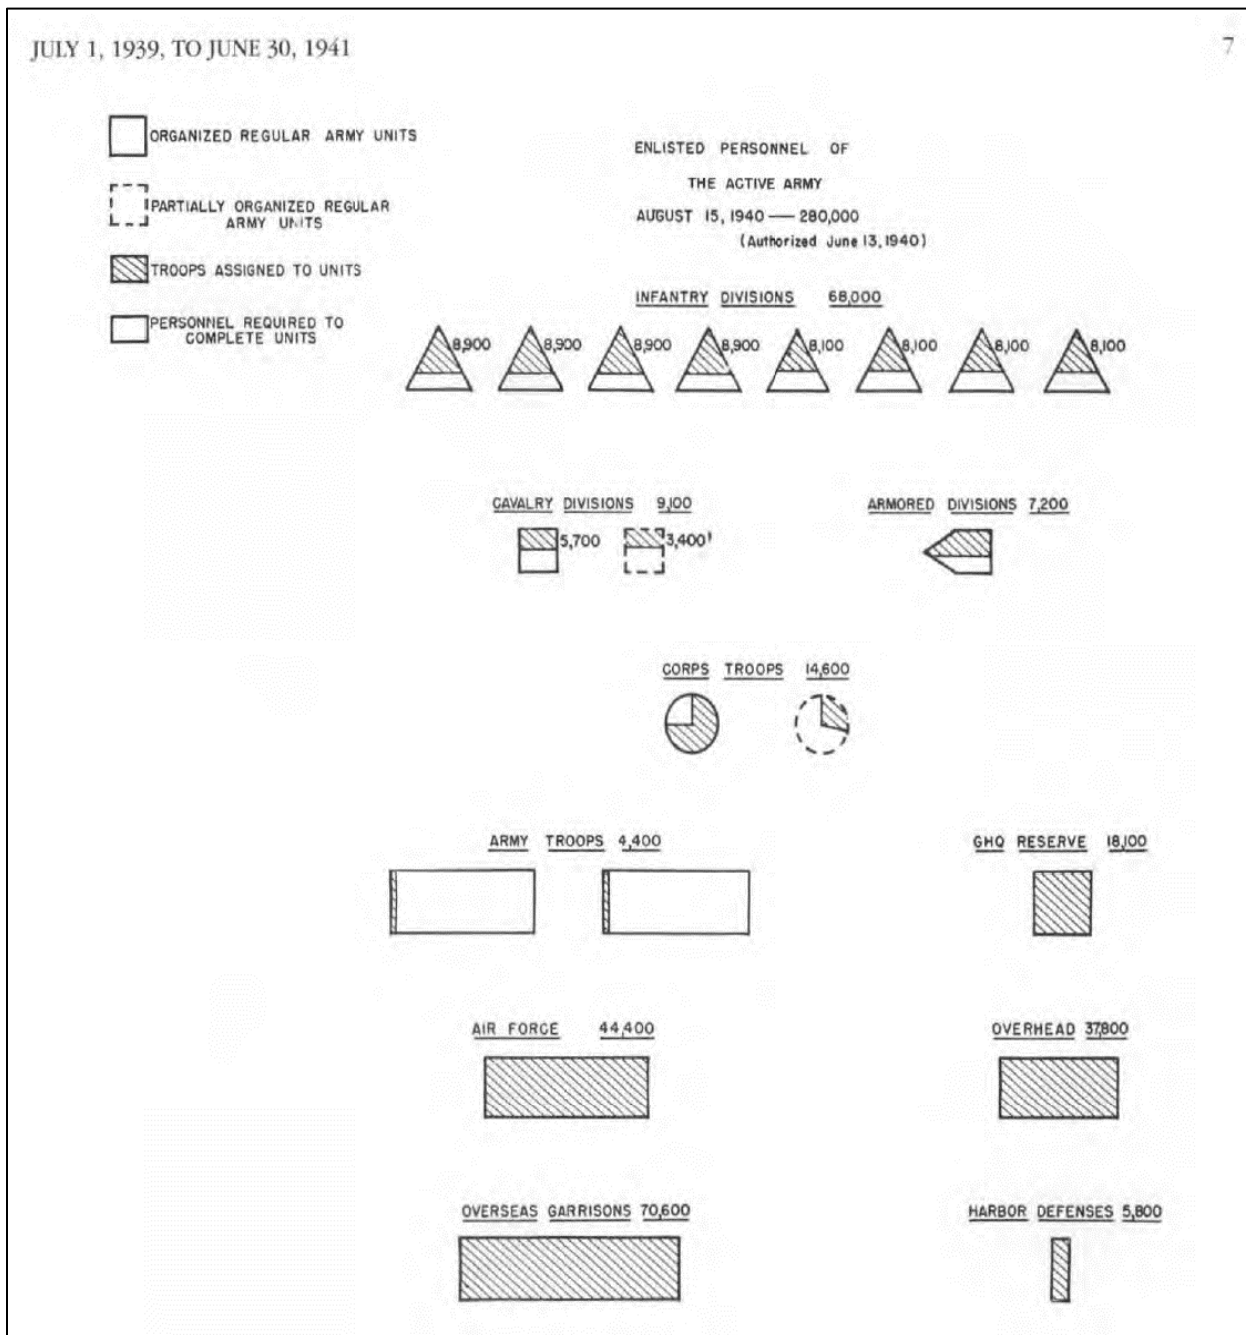 JULY 1, 1939, TO JUNE 30, 1941
7
ORGANIZED REGULAR ARMY UNITS
PARTIALLY ORGANIZED REGULAR
ARMY UNITS
TROOPS ASSIGNED TO UNITS
PERSONNEL REQUIRED TO
COMPLETE UNITS
ENLISTED PERSONNEL OF
THE ACTIVE ARMY
AUGUST 15, 1940 — 280,000
(Authorized June 13, 1940)
INFANTRY DIVISIONS 68,000
8,900 8,900 8,900 8,900 8,100 8,100 8,100 8,100
CAVALRY DIVISIONS 9,100
5,700 3,400¹
ARMORED DIVISIONS 7,200
CORPS TROOPS 14,600
ARMY TROOPS 4,400
GHQ RESERVE 18,100
AIR FORCE 44,400
OVERHEAD 37,800
OVERSEAS GARRISONS 70,600
HARBOR DEFENSES 5,800